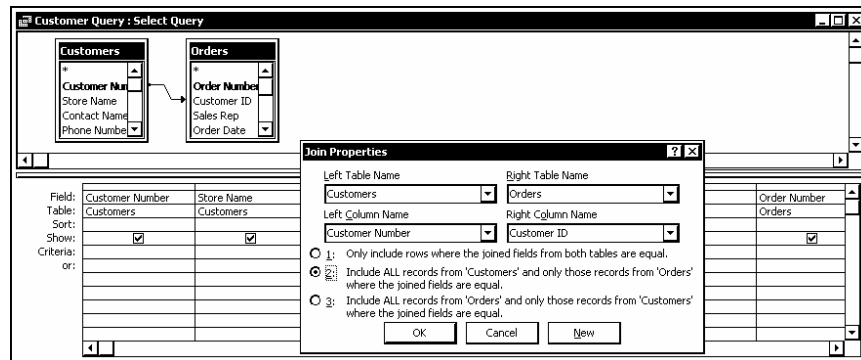 Customer Query : Select Query
Customers
*
Customer Num
Store Name
Contact Name
Phone Numbe
Orders
*
Order Number
Customer ID
Sales Rep
Order Date
Join Properties
Left Table Name
Right Table Name
Customers
Orders
Left Column Name
Right Column Name
Customer Number
Customer ID
1: Only include rows where the joined fields from both tables are equal.
2: Include ALL records from 'Customers' and only those records from 'Orders'
where the joined fields are equal.
3: Include ALL records from 'Orders' and only those records from 'Customers'
where the joined fields are equal.
OK
Cancel
New
Field: Customer Number Store Name Order Number
Table: Customers Customers Orders
Sort:
Show:
Criteria:
or: